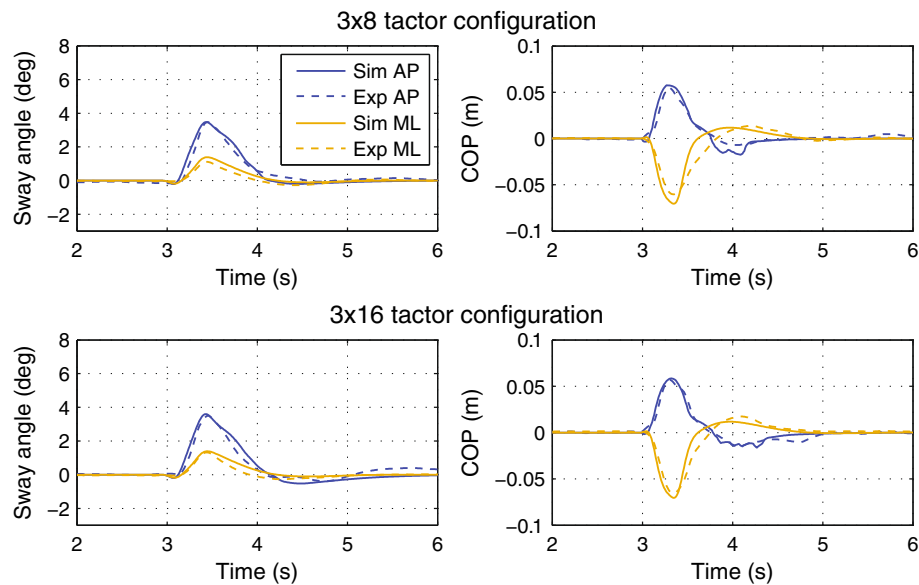 3x8 tactor configuration
Sway angle (deg)
8
6
4
2
0
−2
2 3 4 5 6
Time (s)
Sim AP
Exp AP
Sim ML
Exp ML
COP (m)
0.1
0.05
0
−0.05
−0.1
2 3 4 5 6
Time (s)
3x16 tactor configuration
Sway angle (deg)
8
6
4
2
0
−2
2 3 4 5 6
Time (s)
COP (m)
0.1
0.05
0
−0.05
−0.1
2 3 4 5 6
Time (s)